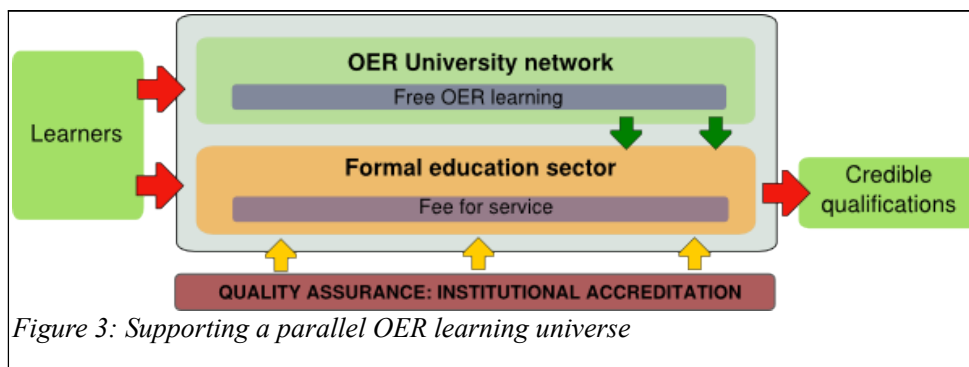 OER University network
Free OER learning
Learners
Formal education sector
Fee for service
Credible
qualifications
QUALITY ASSURANCE: INSTITUTIONAL ACCREDITATION
Figure 3: Supporting a parallel OER learning universe